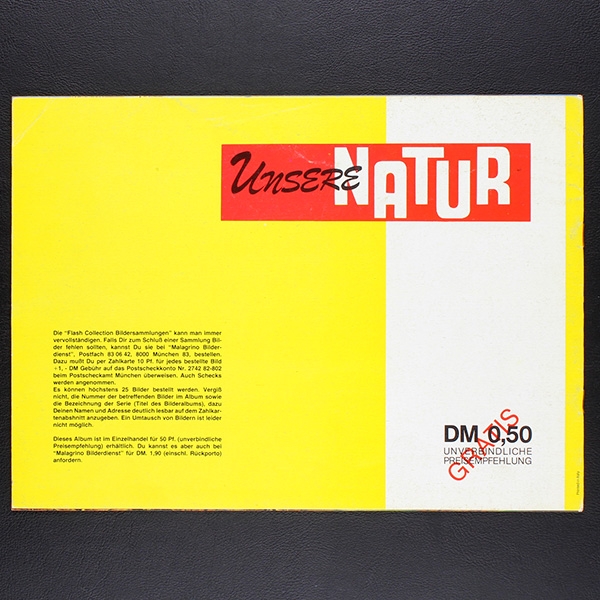 UNSERE NATUR
Die "Flash Collection Bildersammlungen" kann man immer
vervollständigen. Falls Dir zum Schluß einer Sammlung Bil-
der fehlen sollten, kannst Du sie bei "Malagrino Bilder-
dienst", Postfach 83 06 42, 8000 München 83, bestellen.
Dazu mußt Du per Zahlkarte 10 Pf. für jedes bestellte Bild
+1, - DM Gebühr auf das Postscheckkonto Nr. 2742 82-802
beim Postscheckamt München überweisen. Auch Schecks
werden angenommen.
Es können höchstens 25 Bilder bestellt werden. Vergiß
nicht, die Nummer der betreffenden Bilder im Album sowie
die Bezeichnung der Serie (Titel des Bilderalbums), dazu
Deinen Namen und Adresse deutlich lesbar auf dem Zahlkar-
tenabschnitt anzugeben. Ein Umtausch von Bildern ist leider
nicht möglich.
Dieses Album ist im Einzelhandel für 50 Pf. (unverbindliche
Preisempfehlung) erhältlich. Du kannst es aber auch bei
"Malagrino Bilderdienst" für DM. 1,90 (einschl. Rückporto)
anfordern.
DM 0,50
UNVERBINDLICHE
PREISEMPFEHLUNG
GRATIS